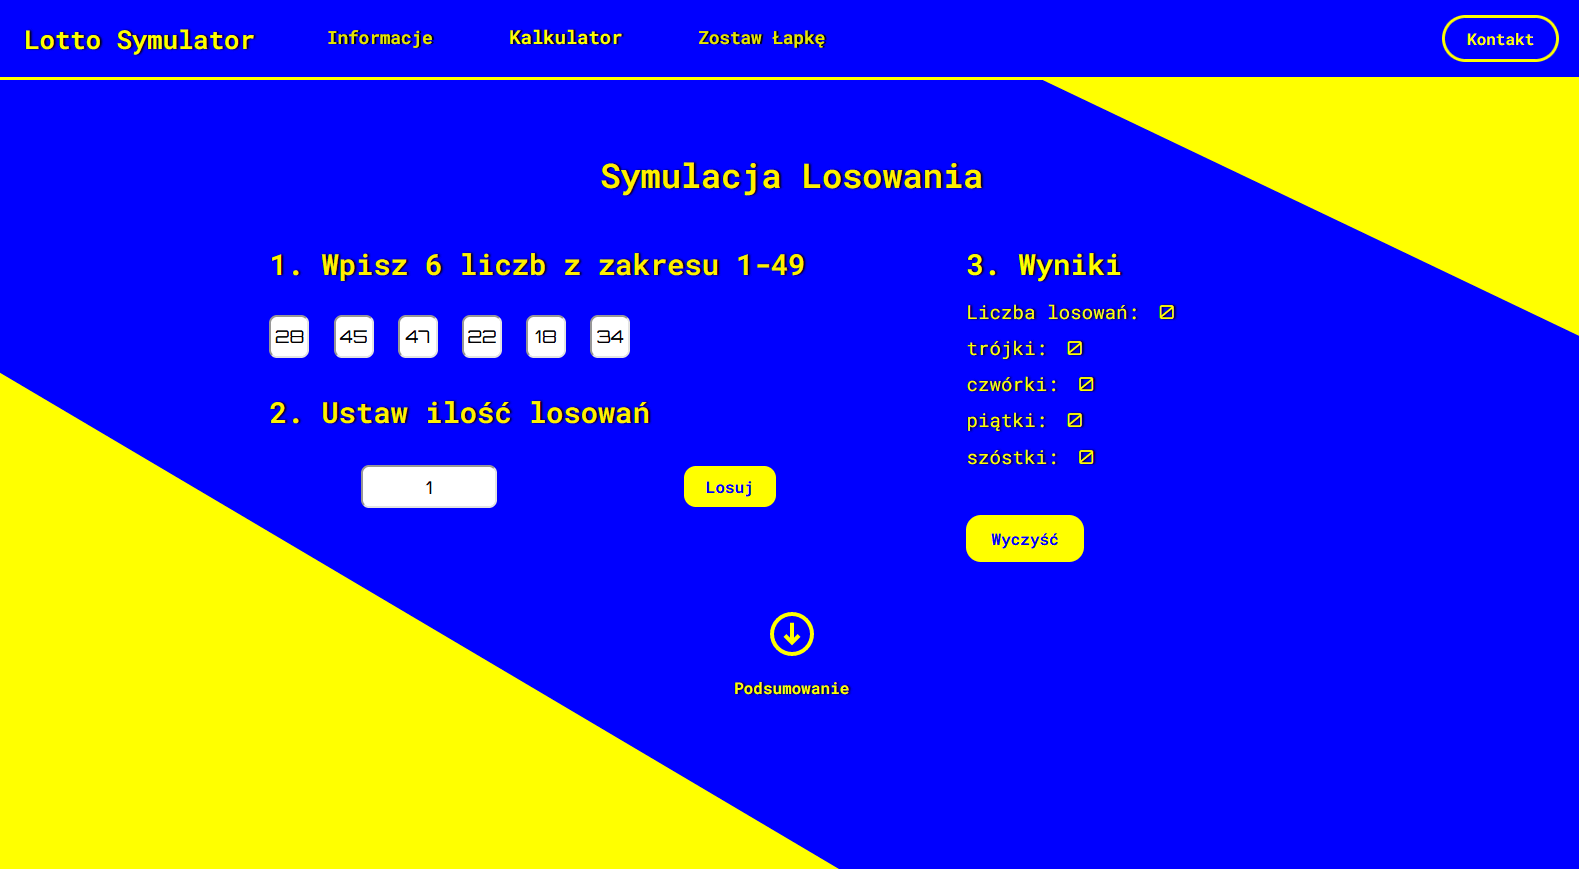 Lotto Symulator Informacje Kalkulator Zostaw Łapkę Kontakt
Symulacja Losowania
1. Wpisz 6 liczb z zakresu 1-49
28 45 47 22 18 34
2. Ustaw ilość losowań
1 Losuj
3. Wyniki
Liczba losowań: 0
trójki: 0
czwórki: 0
piątki: 0
szóstki: 0
Wyczyść
Podsumowanie